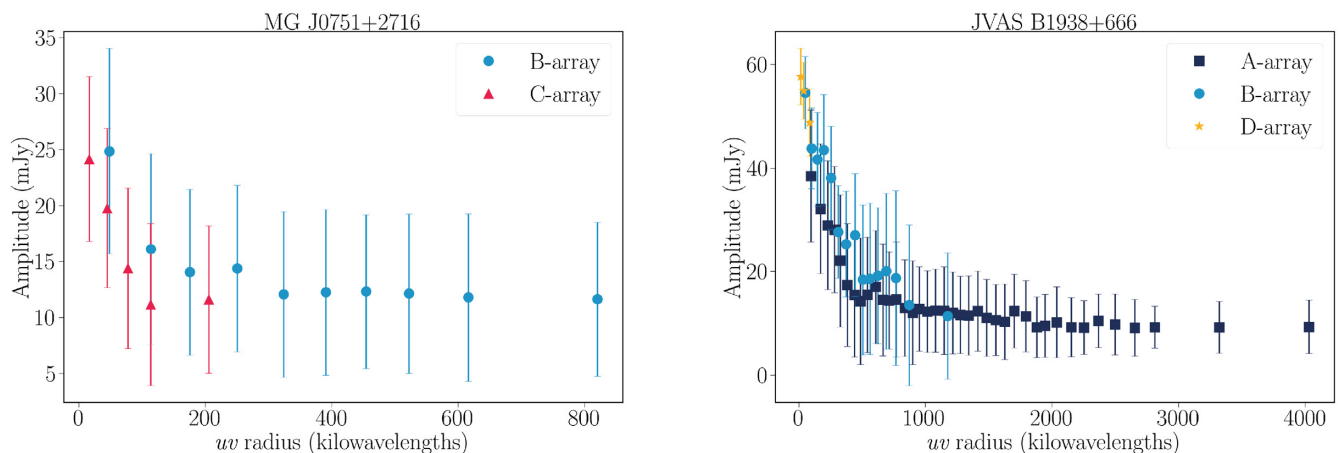 MG J0751+2716
35
30
25
20
15
10
5
Amplitude (mJy)
B-array
C-array
0
200
400
600
800
uv radius (kilowavelengths)
JVAS B1938+666
60
40
20
0
Amplitude (mJy)
A-array
B-array
D-array
0
1000
2000
3000
4000
uv radius (kilowavelengths)